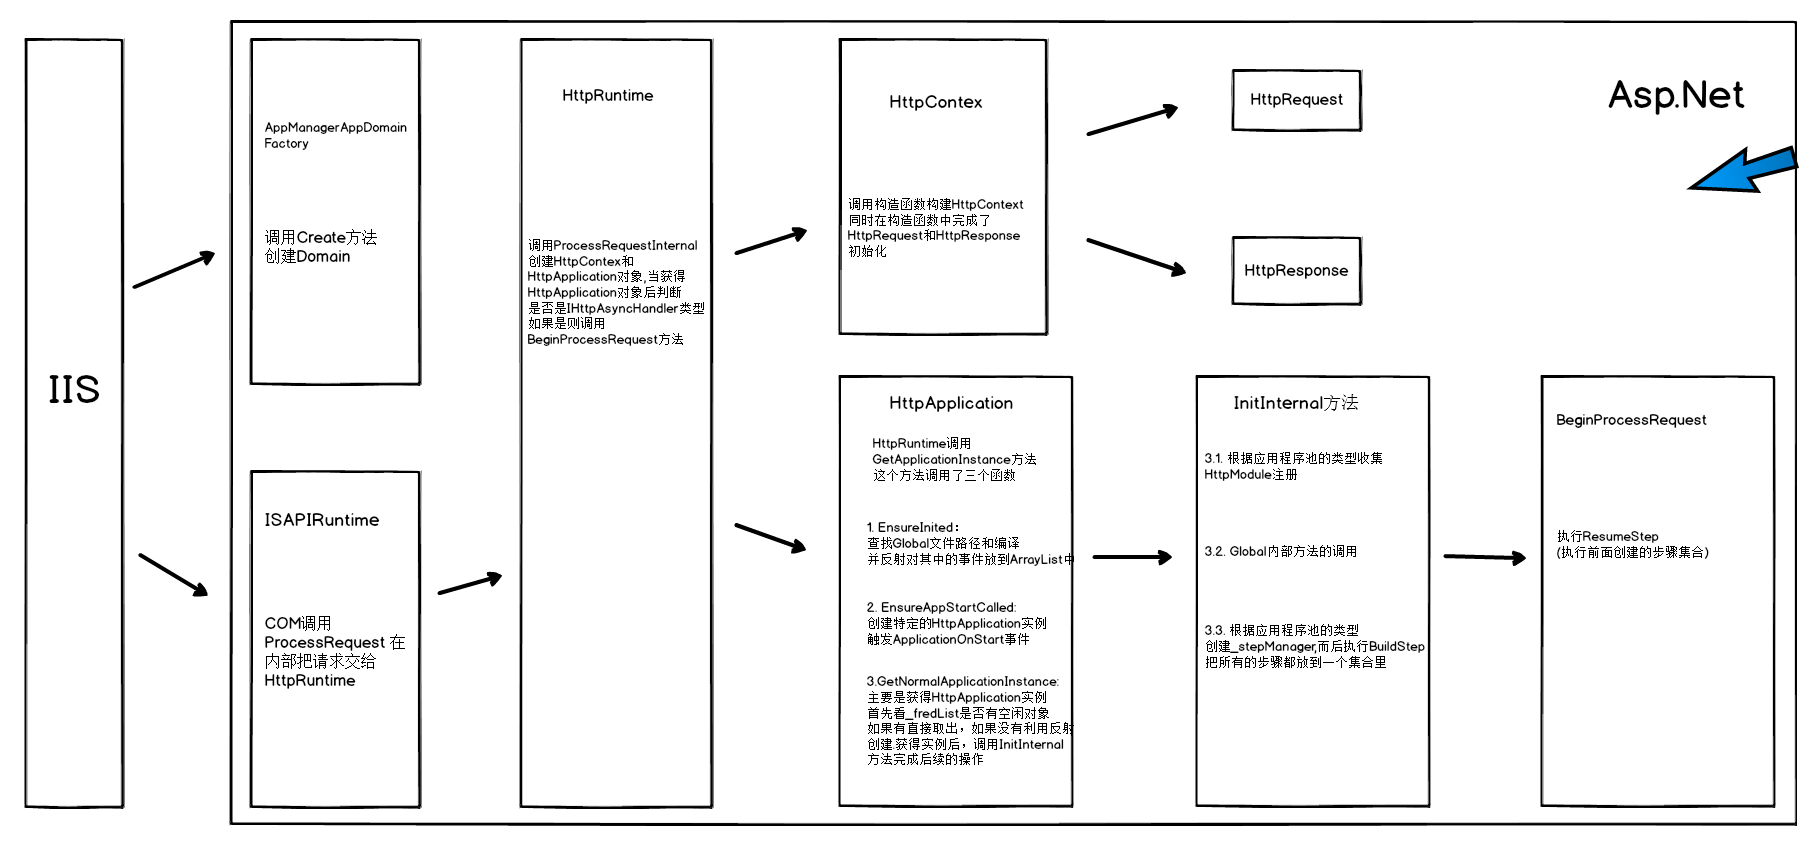 IIS
AppManagerAppDomain
Factory
调用Create方法
创建Domain
ISAPIRuntime
COM调用
ProcessRequest 在
内部把请求交给
HttpRuntime
HttpRuntime
调用ProcessRequestInternal
创建HttpContex和
HttpApplication对象,当获得
HttpApplication对象后判断
是否是IHttpAsyncHandler类型
如果是则调用
BeginProcessRequest方法
HttpContex
调用构造函数构建HttpContext
同时在构造函数中完成了
HttpRequest和HttpResponse
初始化
HttpRequest
HttpResponse
Asp.Net
HttpApplication
HttpRuntime调用
GetApplicationInstance方法
这个方法调用了三个函数
1. EnsureInited：
查找Global文件路径和编译
并反射对其中的事件放到ArrayList中
2. EnsureAppStartCalled:
创建特定的HttpApplication实例
触发ApplicationOnStart事件
3.GetNormalApplicationInstance:
主要是获得HttpApplication实例
首先看_fredList是否有空闲对象
如果有直接取出，如果没有利用反射
创建.获得实例后，调用InitInternal
方法完成后续的操作
InitInternal方法
3.1. 根据应用程序池的类型收集
HttpModule注册
3.2. Global内部方法的调用
3.3. 根据应用程序池的类型
创建_stepManager,而后执行BuildStep
把所有的步骤都放到一个集合里
BeginProcessRequest
执行ResumeStep
(执行前面创建的步骤集合)